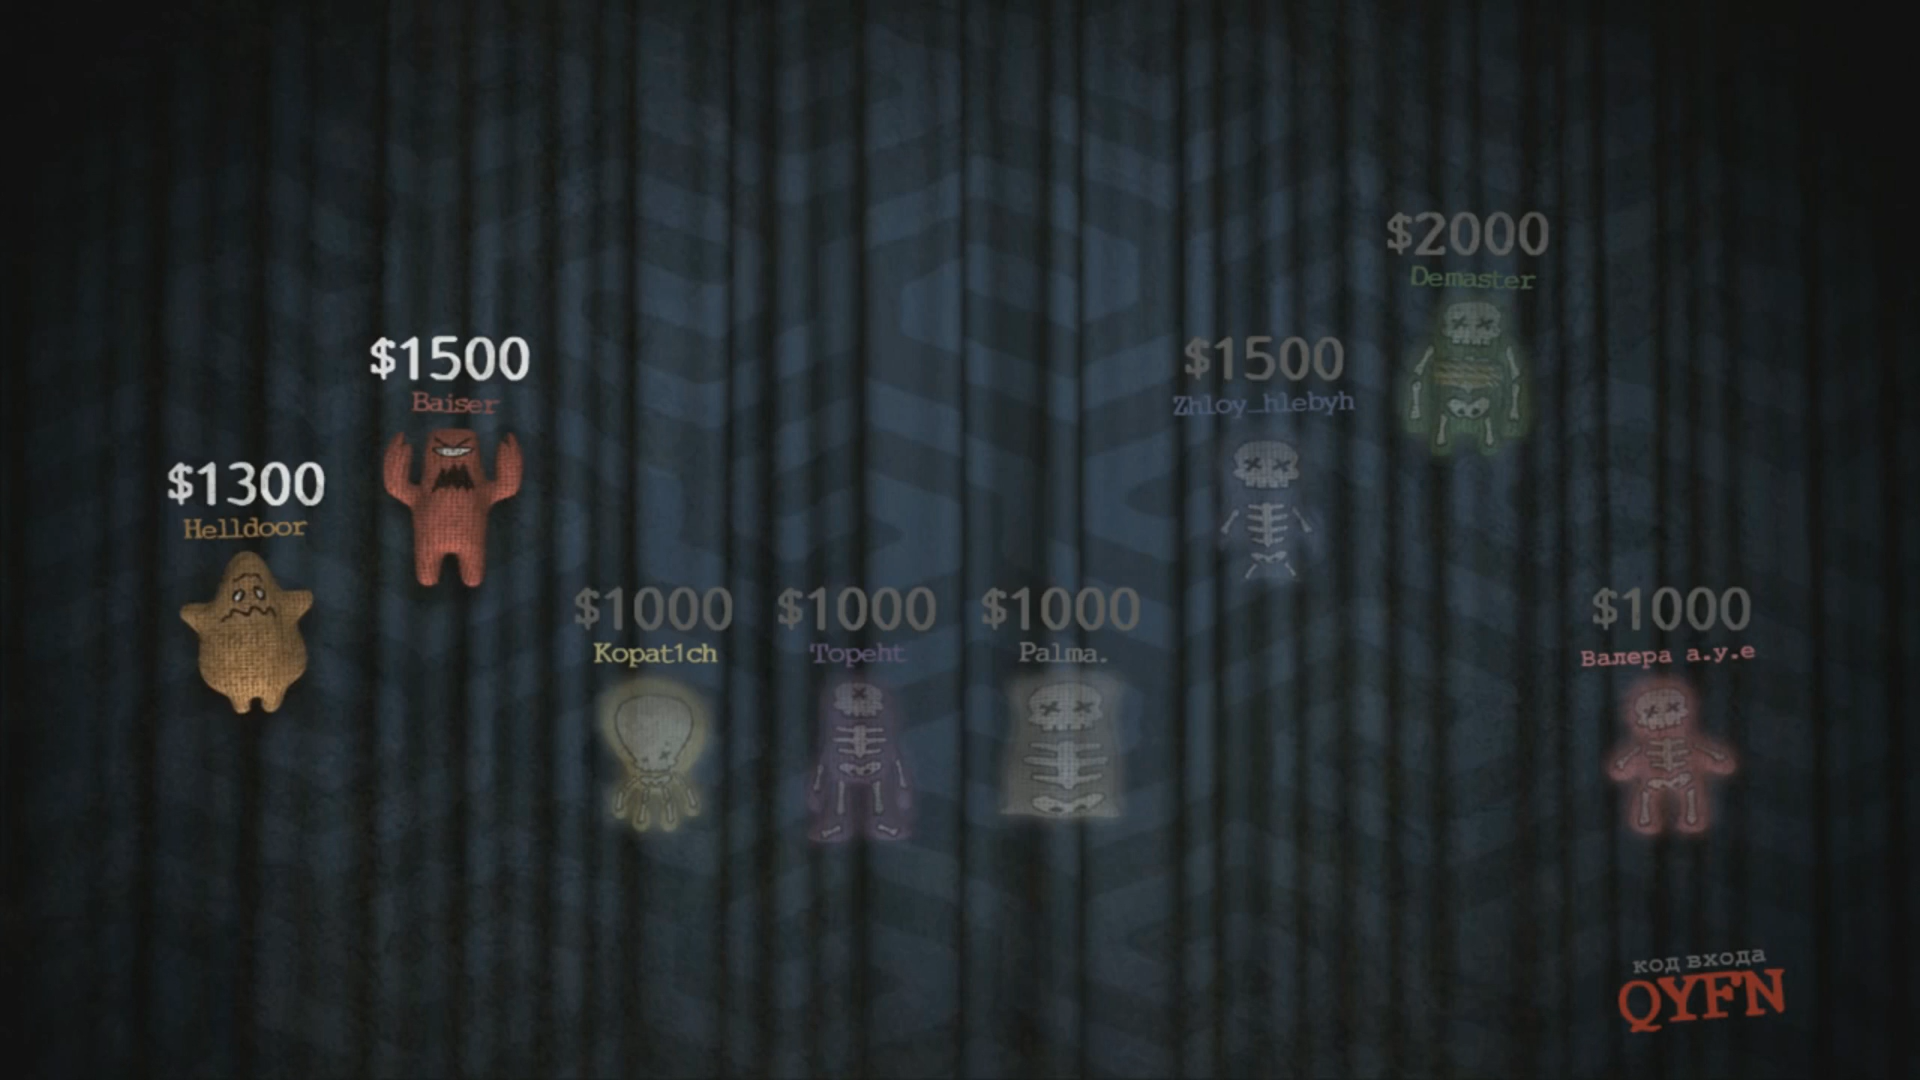 $1300
Helldoor
$1500
Baiser
$1000
Kopat1ch
$1000
Topeht
$1000
Palma.
$1500
Zhloy_hlebyh
$2000
Demaster
$1000
Валера а.у.е
код входа
QYFN